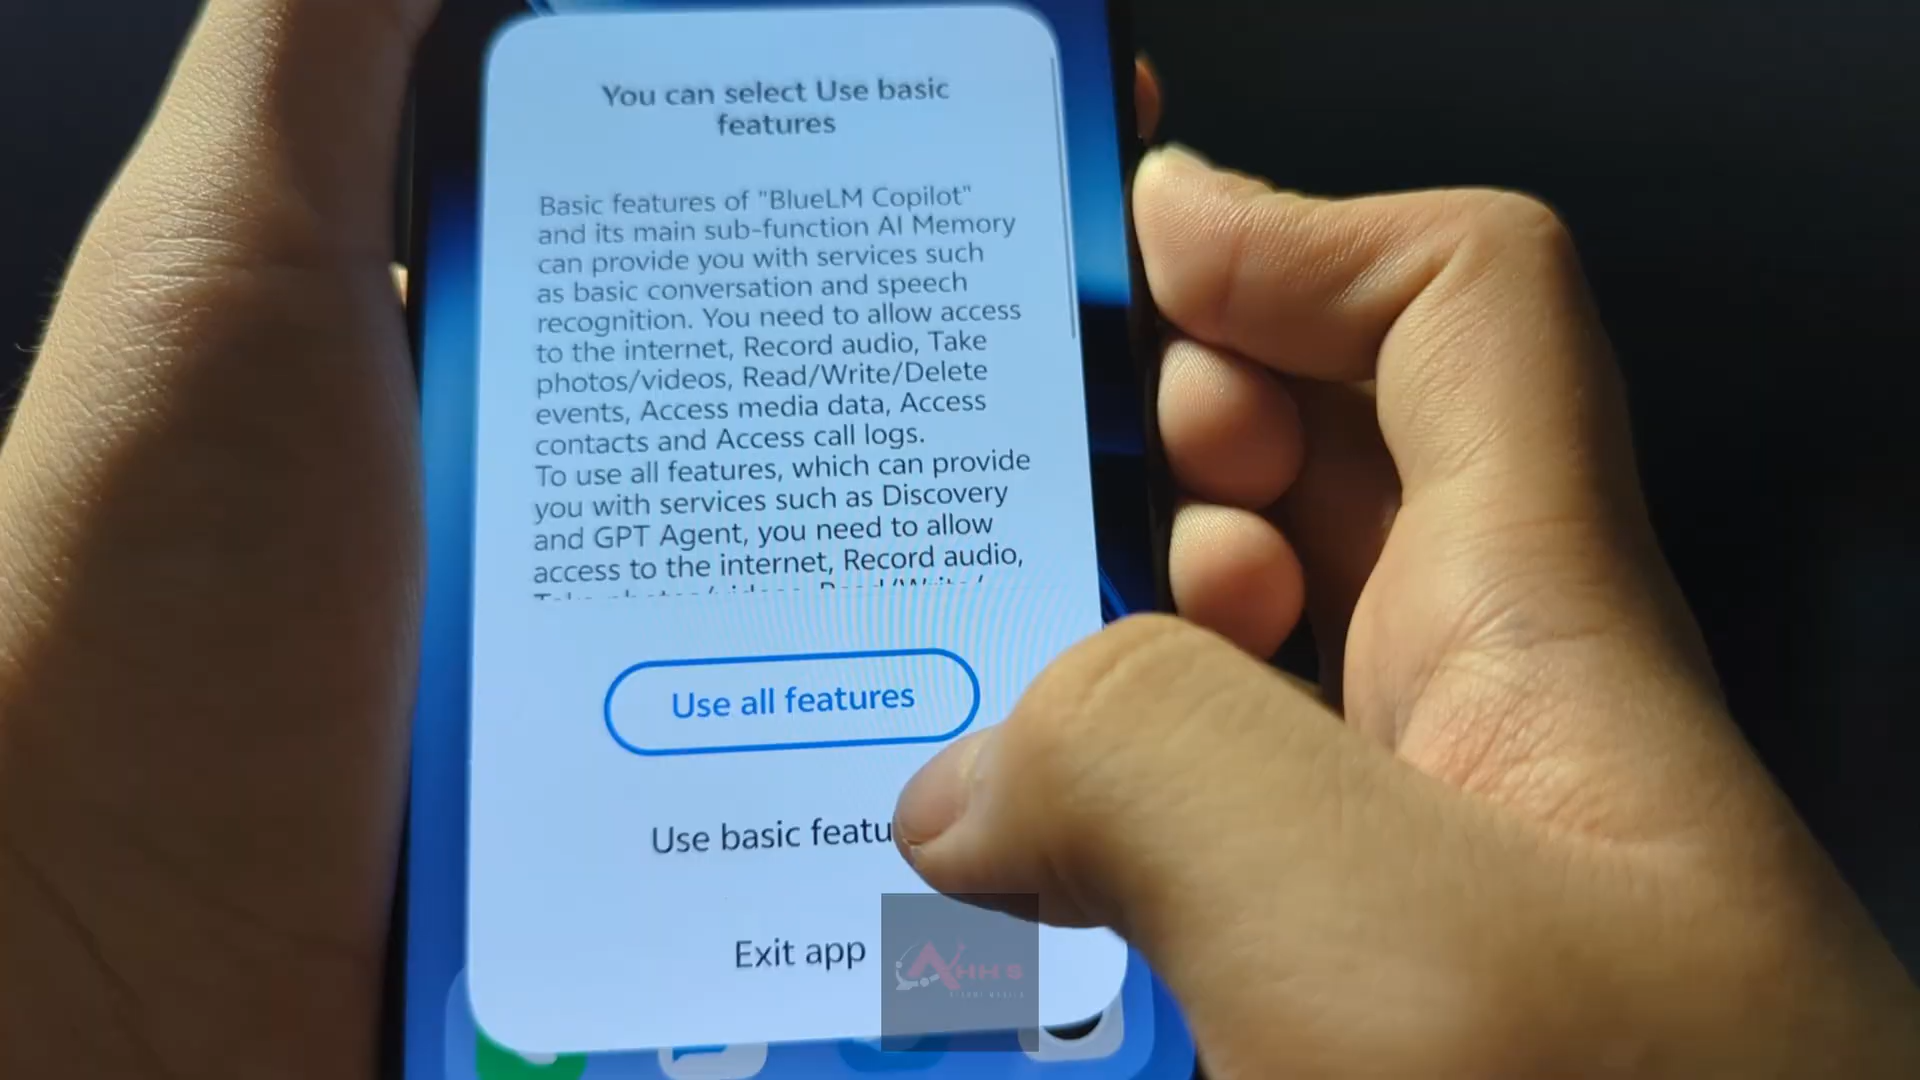 You can select Use basic
features
Basic features of "BlueLM Copilot"
and its main sub-function AI Memory
can provide you with services such
as basic conversation and speech
recognition. You need to allow access
to the internet, Record audio, Take
photos/videos, Read/Write/Delete
events, Access media data, Access
contacts and Access call logs.
To use all features, which can provide
you with services such as Discovery
and GPT Agent, you need to allow
access to the internet, Record audio,
Use all features
Use basic featu
Exit app